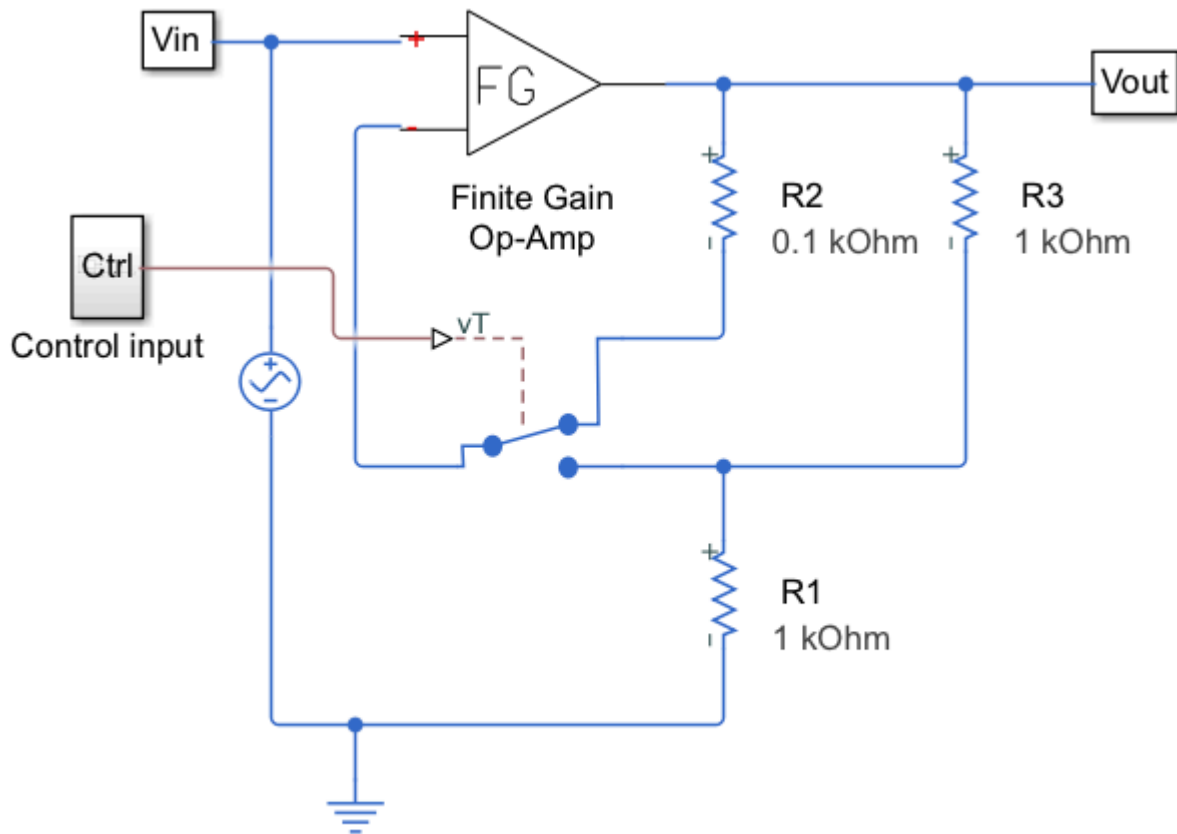 Vin
+
FG
-
Vout
Finite Gain
Op-Amp
+
-
R2
0.1 kOhm
+
-
R3
1 kOhm
Ctrl
Control input
vT
+
-
+
-
R1
1 kOhm